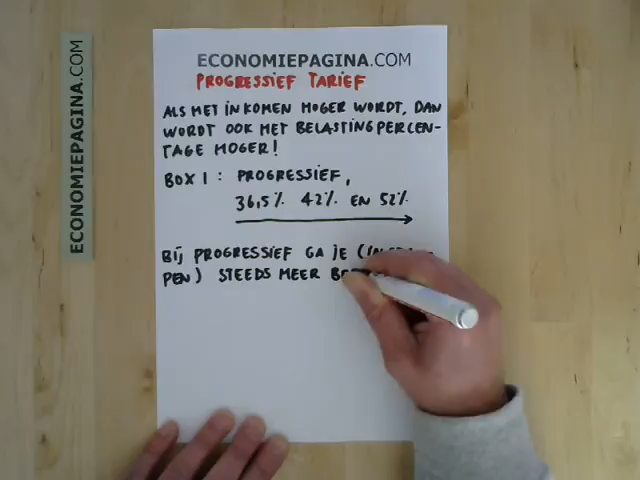 ECONOMIEPAGINA.COM
ECONOMIEPAGINA.COM
PROGRESSIEF TARIEF
ALS HET INKOMEN HOGER WORDT, DAN
WORDT OOK HET BELASTINGPERCEN-
TAGE HOGER!
BOX 1 : PROGRESSIEF,
36,5% 42% EN 52%
BIJ PROGRESSIEF GA JE
PEN) STEEDS MEER